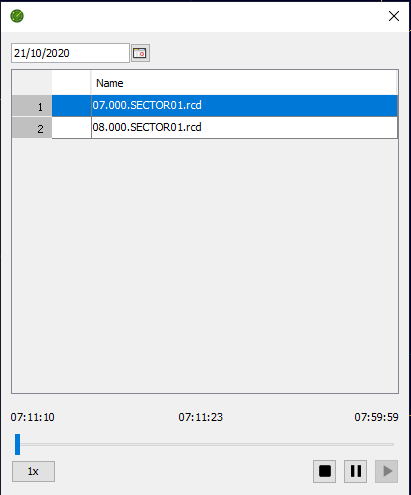 21/10/2020
Name
1 07.000.SECTOR01.rcd
2 08.000.SECTOR01.rcd
07:11:10 07:11:23 07:59:59
1x